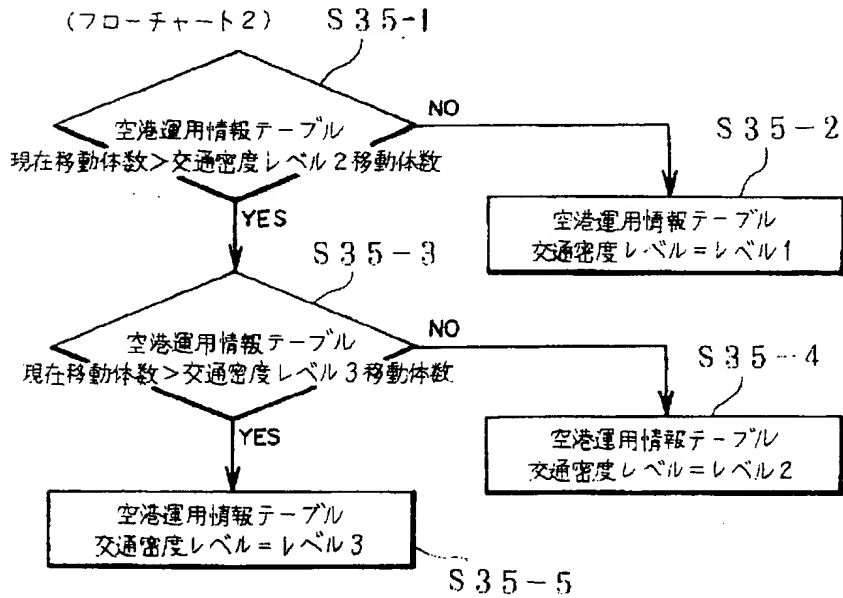 (フローチャート2)
S35-1
空港運用情報テーブル
現在移動体数>交通密度レベル2移動体数
NO
S35-2
空港運用情報テーブル
交通密度レベル=レベル1
YES
S35-3
空港運用情報テーブル
現在移動体数>交通密度レベル3移動体数
NO
S35-4
空港運用情報テーブル
交通密度レベル=レベル2
YES
空港運用情報テーブル
交通密度レベル=レベル3
S35-5